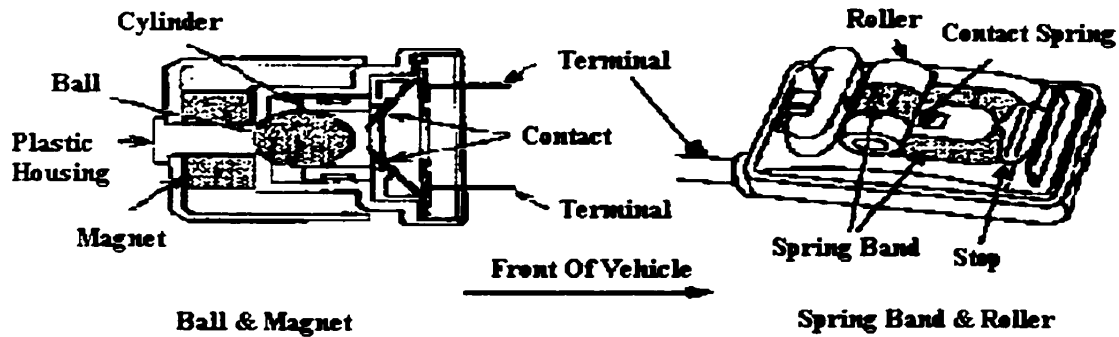 Cylinder
Ball
Plastic
Housing
Magnet
Terminal
Contact
Terminal
Roller
Contact Spring
Spring Band
Stop
Front Of Vehicle
Ball & Magnet
Spring Band & Roller